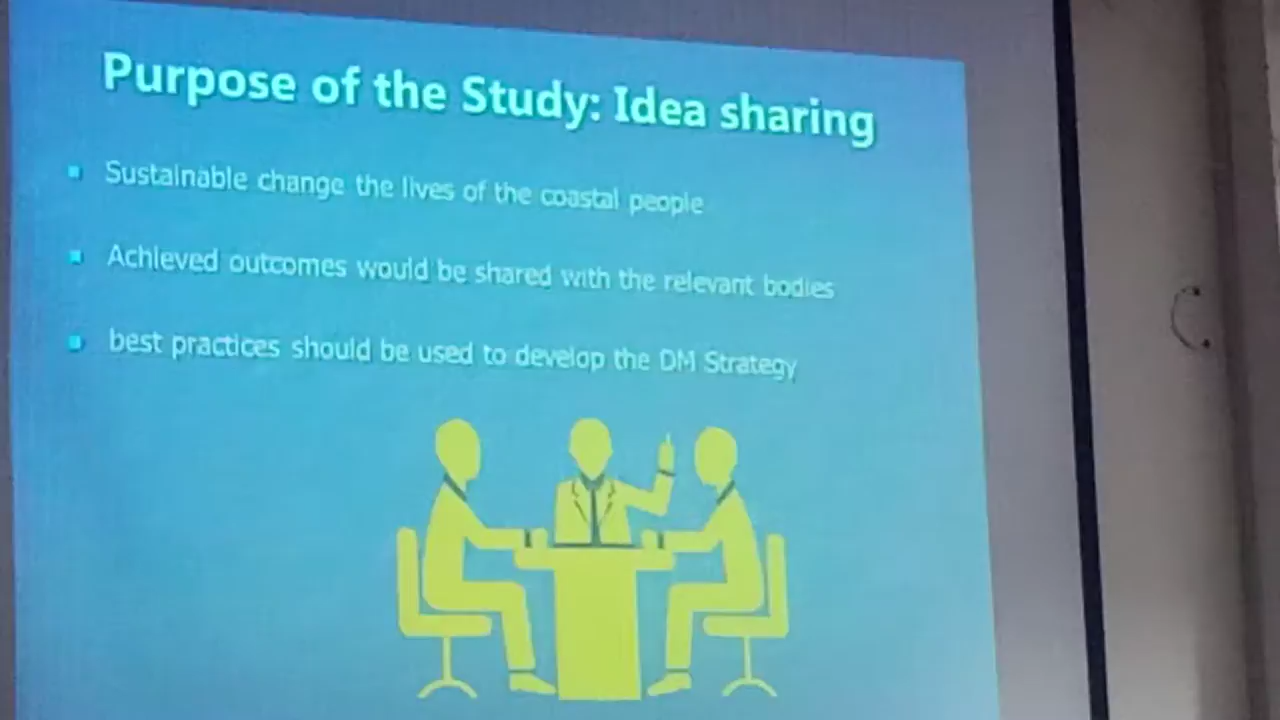 Purpose of the Study: Idea sharing
Sustainable change the lives of the coastal people
Achieved outcomes would be shared with the relevant bodies
best practices should be used to develop the DM Strategy